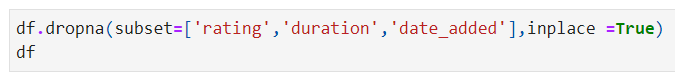 df.dropna(subset=['rating','duration','date_added'],inplace =True)
df